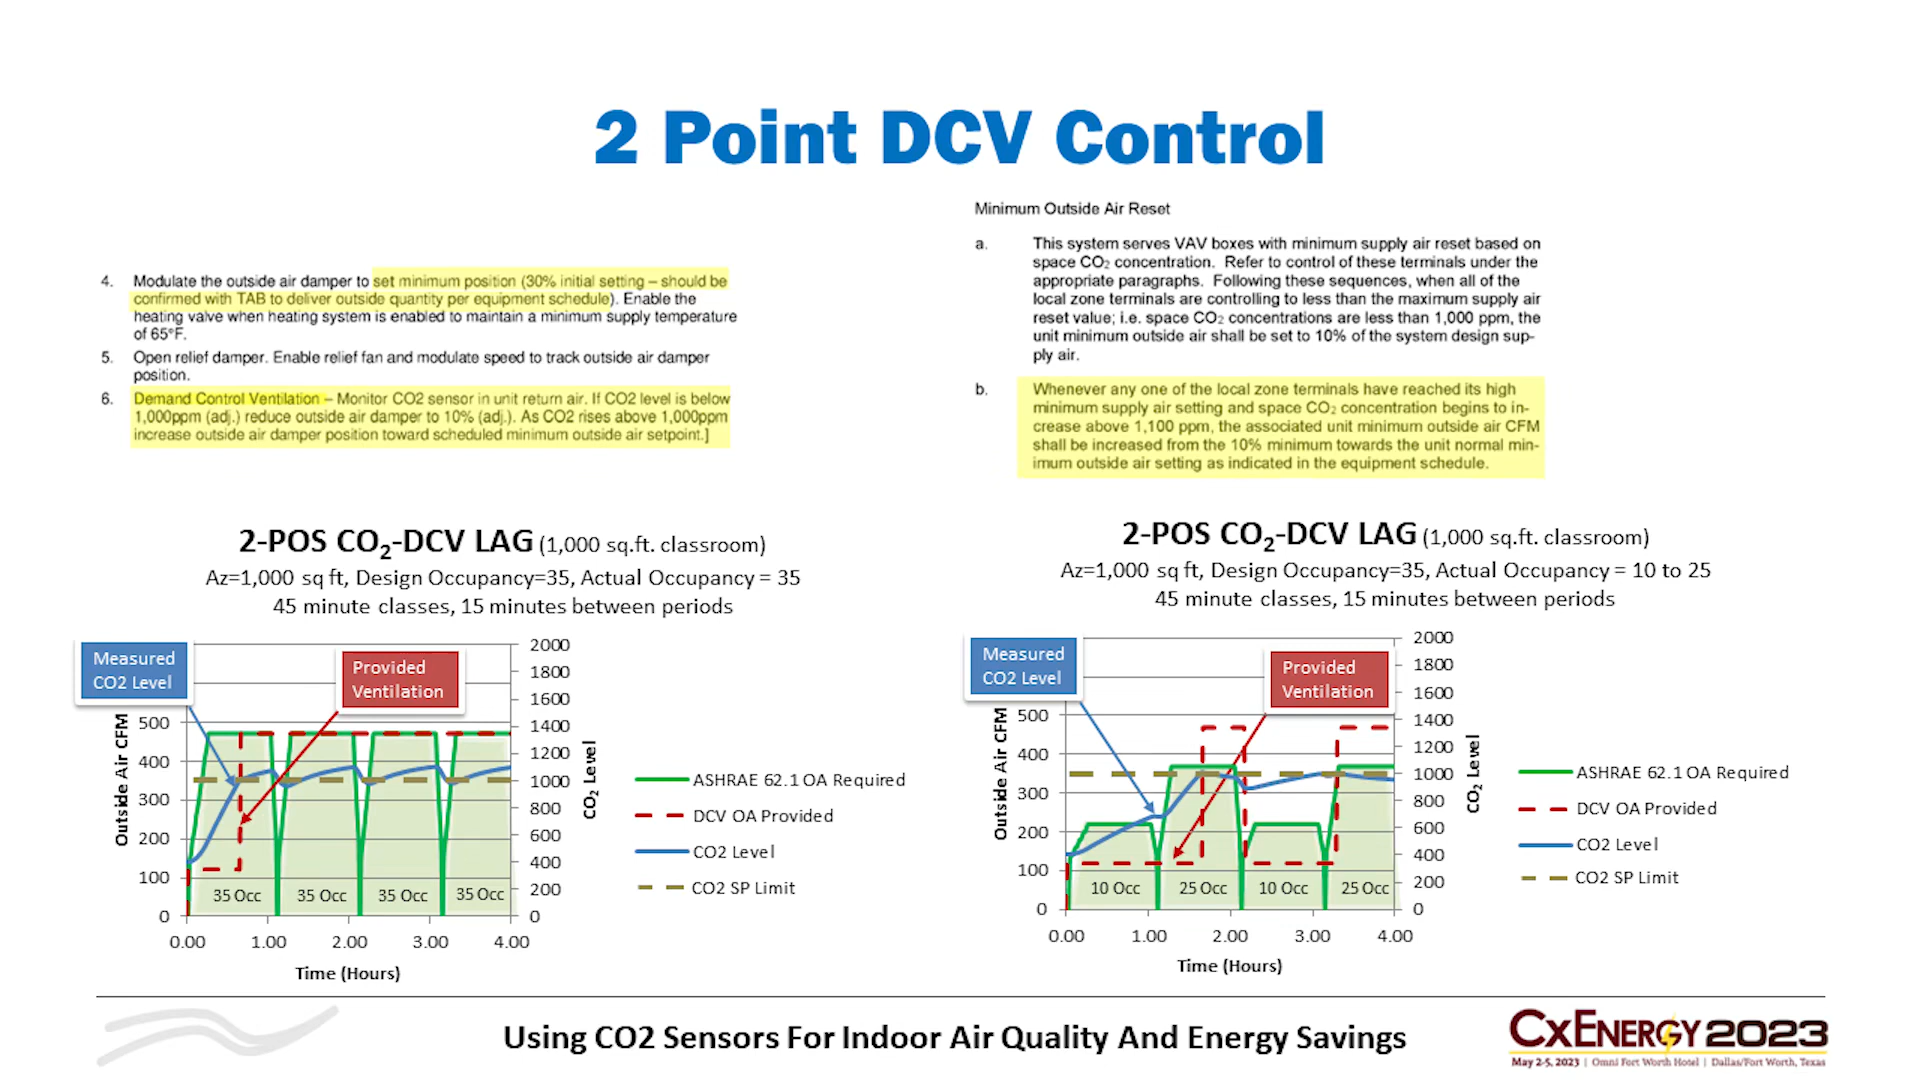 2 Point DCV Control
4. Modulate the outside air damper to set minimum position (30% initial setting – should be
confirmed with TAB to deliver outside quantity per equipment schedule). Enable the
heating valve when heating system is enabled to maintain a minimum supply temperature
of 65°F.
5. Open relief damper. Enable relief fan and modulate speed to track outside air damper
position.
6. Demand Control Ventilation – Monitor CO2 sensor in unit return air. If CO2 level is below
1,000ppm (adj.) reduce outside air damper to 10% (adj.). As CO2 rises above 1,000ppm
increase outside air damper position toward scheduled minimum outside air setpoint.]
Minimum Outside Air Reset
a. This system serves VAV boxes with minimum supply air reset based on
space CO₂ concentration. Refer to control of these terminals under the
appropriate paragraphs. Following these sequences, when all of the
local zone terminals are controlling to less than the maximum supply air
reset value; i.e. space CO₂ concentrations are less than 1,000 ppm, the
unit minimum outside air shall be set to 10% of the system design sup-
ply air.
b. Whenever any one of the local zone terminals have reached its high
minimum supply air setting and space CO₂ concentration begins to in-
crease above 1,100 ppm, the associated unit minimum outside air CFM
shall be increased from the 10% minimum towards the unit normal min-
imum outside air setting as indicated in the equipment schedule.
2-POS CO₂-DCV LAG (1,000 sq.ft. classroom)
Az=1,000 sq ft, Design Occupancy=35, Actual Occupancy = 35
45 minute classes, 15 minutes between periods
Measured
CO2 Level
Provided
Ventilation
Outside Air CFM
500
400
300
200
100
0
2000
1800
1600
1400
1200
1000
800
600
400
200
0
CO₂ Level
35 Occ
35 Occ
35 Occ
35 Occ
0.00 1.00 2.00 3.00 4.00
Time (Hours)
ASHRAE 62.1 OA Required
DCV OA Provided
CO2 Level
CO2 SP Limit
2-POS CO₂-DCV LAG (1,000 sq.ft. classroom)
Az=1,000 sq ft, Design Occupancy=35, Actual Occupancy = 10 to 25
45 minute classes, 15 minutes between periods
Measured
CO2 Level
Provided
Ventilation
Outside Air CFM
500
400
300
200
100
0
2000
1800
1600
1400
1200
1000
800
600
400
200
0
CO₂ Level
10 Occ
25 Occ
10 Occ
25 Occ
0.00 1.00 2.00 3.00 4.00
Time (Hours)
ASHRAE 62.1 OA Required
DCV OA Provided
CO2 Level
CO2 SP Limit
Using CO2 Sensors For Indoor Air Quality And Energy Savings
CXENERGY 2023
May 2-5, 2023 | Omni Fort Worth Hotel | Dallas/Fort Worth, Texas